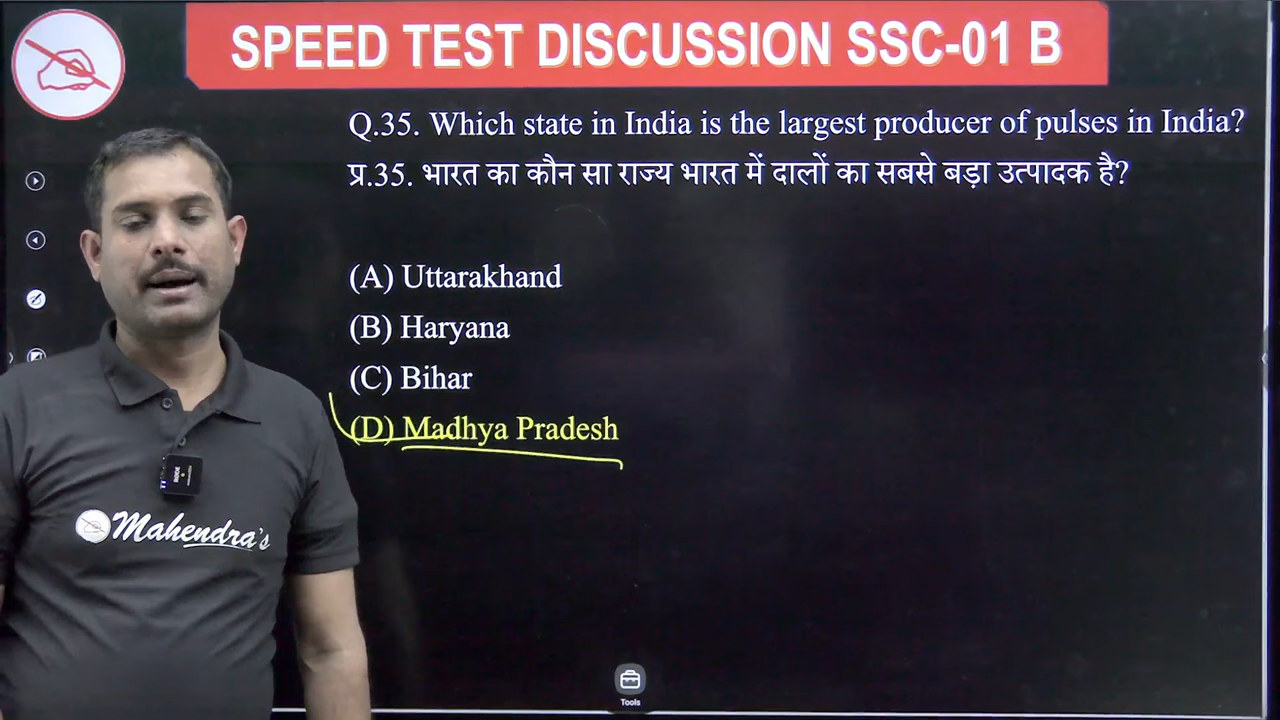 SPEED TEST DISCUSSION SSC-01 B
Q.35. Which state in India is the largest producer of pulses in India?
प्र.35. भारत का कौन सा राज्य भारत में दालों का सबसे बड़ा उत्पादक है?
(A) Uttarakhand
(B) Haryana
(C) Bihar
(D) Madhya Pradesh
Mahendra's
Tools